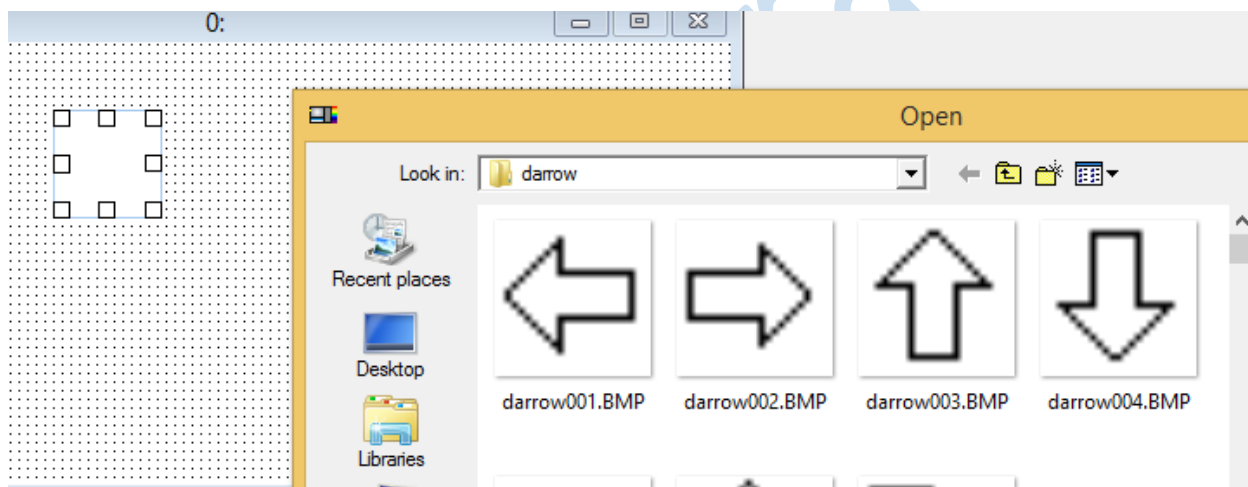 0:
Open
Look in: darrow
Recent places
Desktop
Libraries
darrow001.BMP darrow002.BMP darrow003.BMP darrow004.BMP